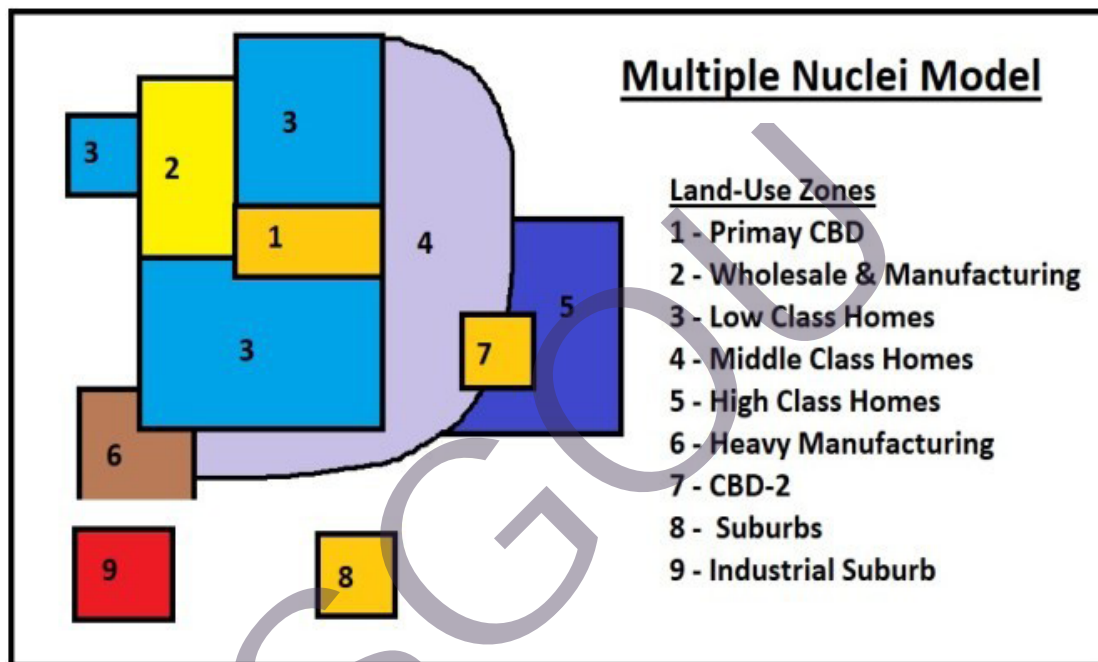 Multiple Nuclei Model
Land-Use Zones
1 - Primay CBD
2 - Wholesale & Manufacturing
3 - Low Class Homes
4 - Middle Class Homes
5 - High Class Homes
6 - Heavy Manufacturing
7 - CBD-2
8 - Suburbs
9 - Industrial Suburb
3
3
2
1
4
5
3
7
6
9
8
SGOU